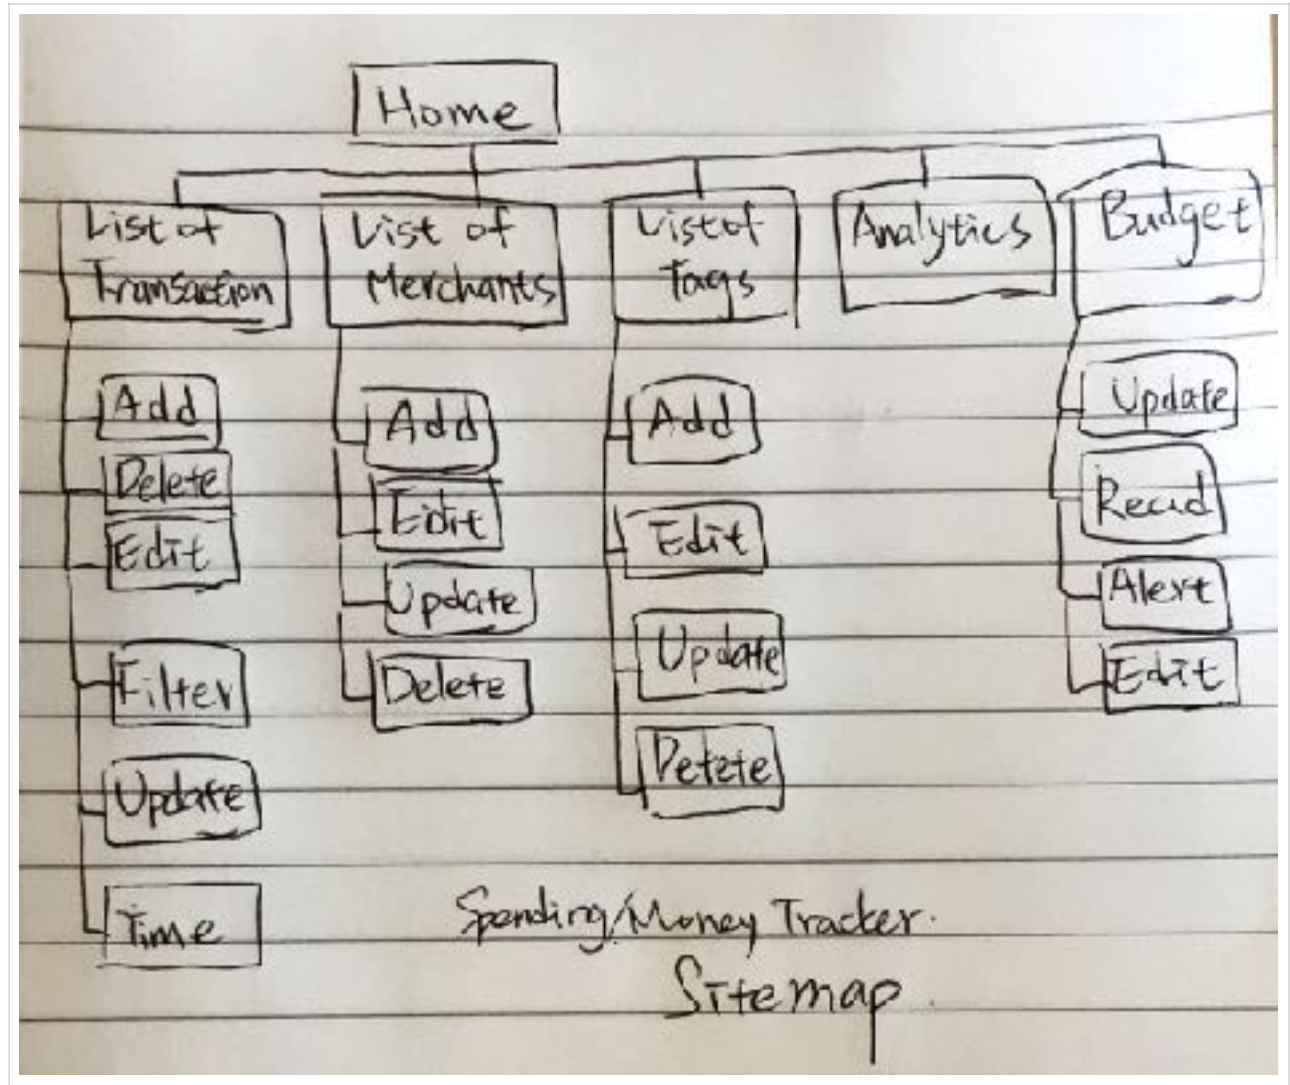 Home
List of
Transaction
Add
Delete
Edit
Filter
Update
Time
List of
Merchants
Add
Edit
Update
Delete
List of
Tags
Add
Edit
Update
Detete
Analytics
Budget
Update
Read
Alert
Edit
Spending/Money Tracker.
Sitemap.